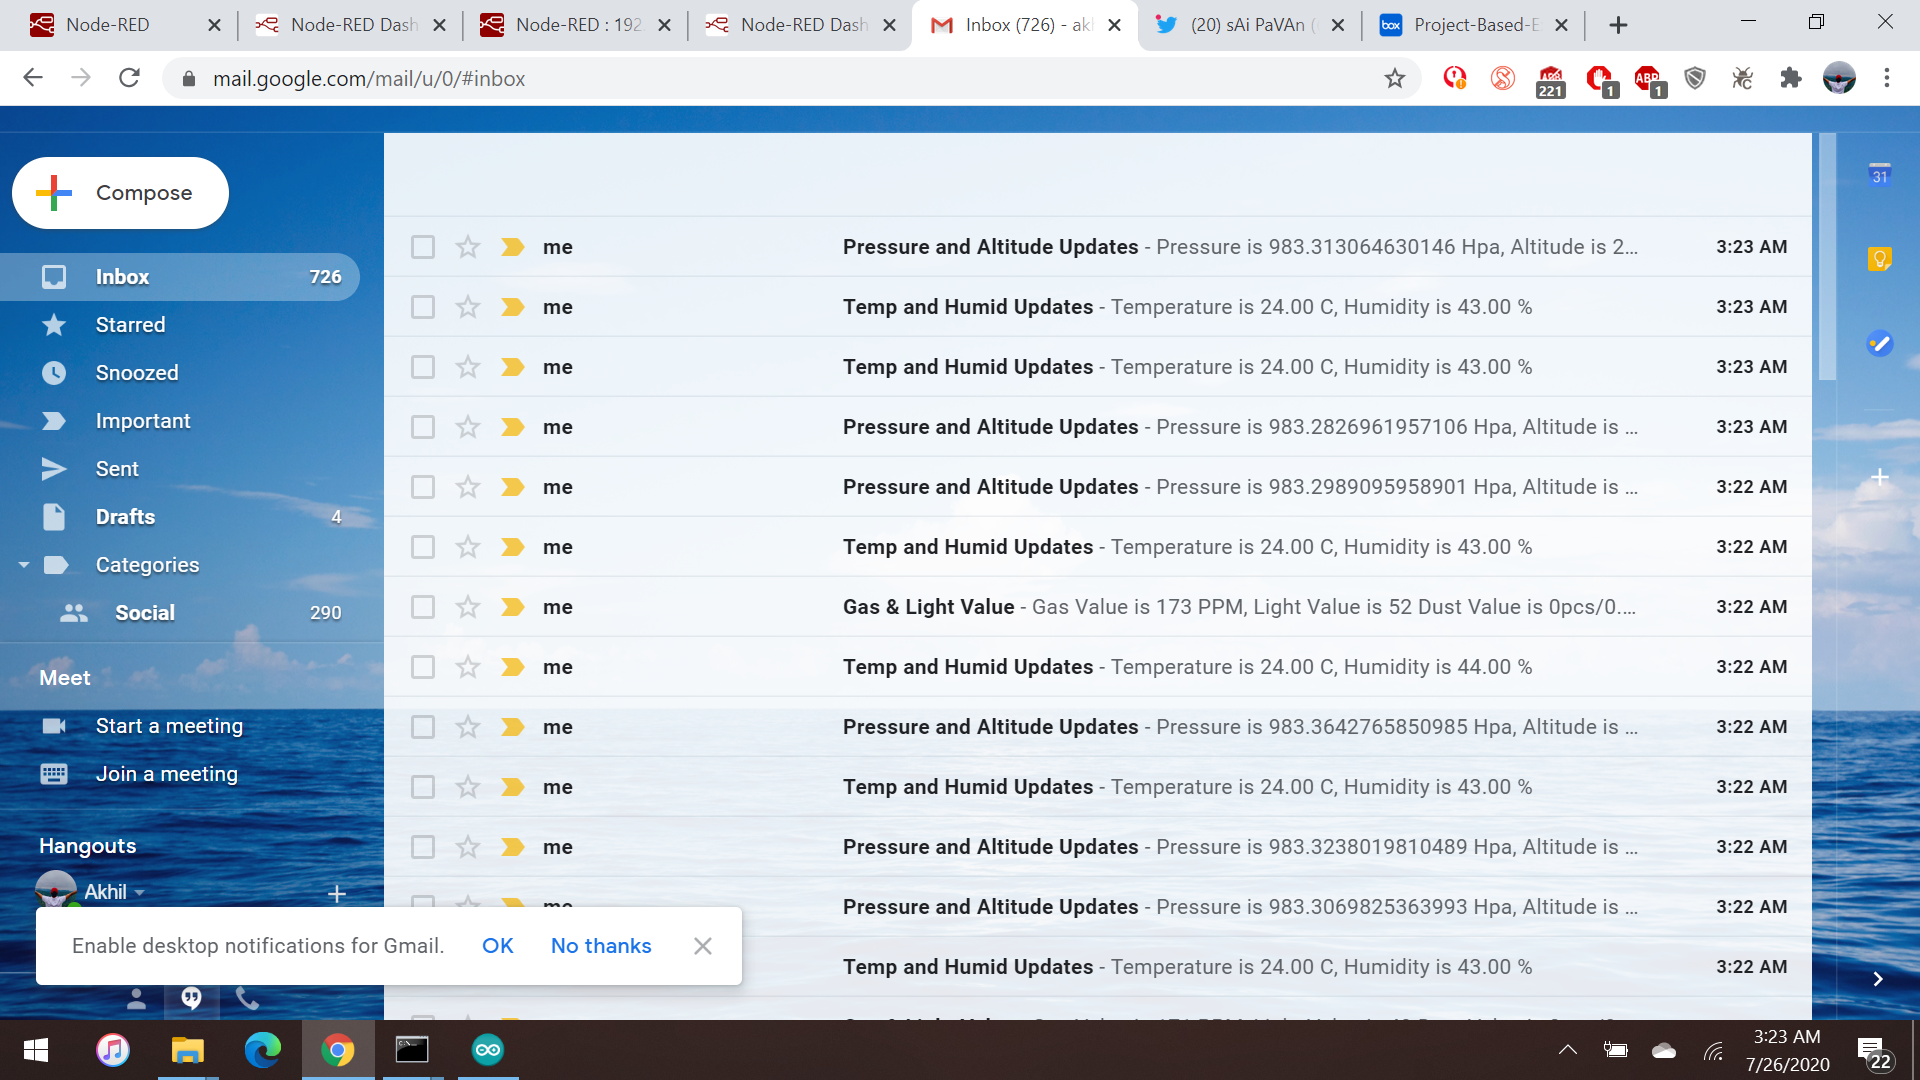 Node-RED
Node-RED Dash
Node-RED : 192
Node-RED Dash
Inbox (726) - ak
(20) sAi PaVAn (
Project-Based-E
mail.google.com/mail/u/0/#inbox
221
1
ABP
1
box
Compose
31
Inbox 726
Starred
Snoozed
Important
Sent
Drafts 4
Categories
Social 290
Meet
Start a meeting
Join a meeting
Hangouts
Akhil
me Pressure and Altitude Updates - Pressure is 983.313064630146 Hpa, Altitude is 2... 3:23 AM
me Temp and Humid Updates - Temperature is 24.00 C, Humidity is 43.00 % 3:23 AM
me Temp and Humid Updates - Temperature is 24.00 C, Humidity is 43.00 % 3:23 AM
me Pressure and Altitude Updates - Pressure is 983.2826961957106 Hpa, Altitude is ... 3:23 AM
me Pressure and Altitude Updates - Pressure is 983.2989095958901 Hpa, Altitude is ... 3:22 AM
me Temp and Humid Updates - Temperature is 24.00 C, Humidity is 43.00 % 3:22 AM
me Gas & Light Value - Gas Value is 173 PPM, Light Value is 52 Dust Value is 0pcs/0.... 3:22 AM
me Temp and Humid Updates - Temperature is 24.00 C, Humidity is 44.00 % 3:22 AM
me Pressure and Altitude Updates - Pressure is 983.3642765850985 Hpa, Altitude is ... 3:22 AM
me Temp and Humid Updates - Temperature is 24.00 C, Humidity is 43.00 % 3:22 AM
me Pressure and Altitude Updates - Pressure is 983.3238019810489 Hpa, Altitude is ... 3:22 AM
me Pressure and Altitude Updates - Pressure is 983.3069825363993 Hpa, Altitude is ... 3:22 AM
Temp and Humid Updates - Temperature is 24.00 C, Humidity is 43.00 % 3:22 AM
Enable desktop notifications for Gmail. OK No thanks
3:23 AM
7/26/2020
22